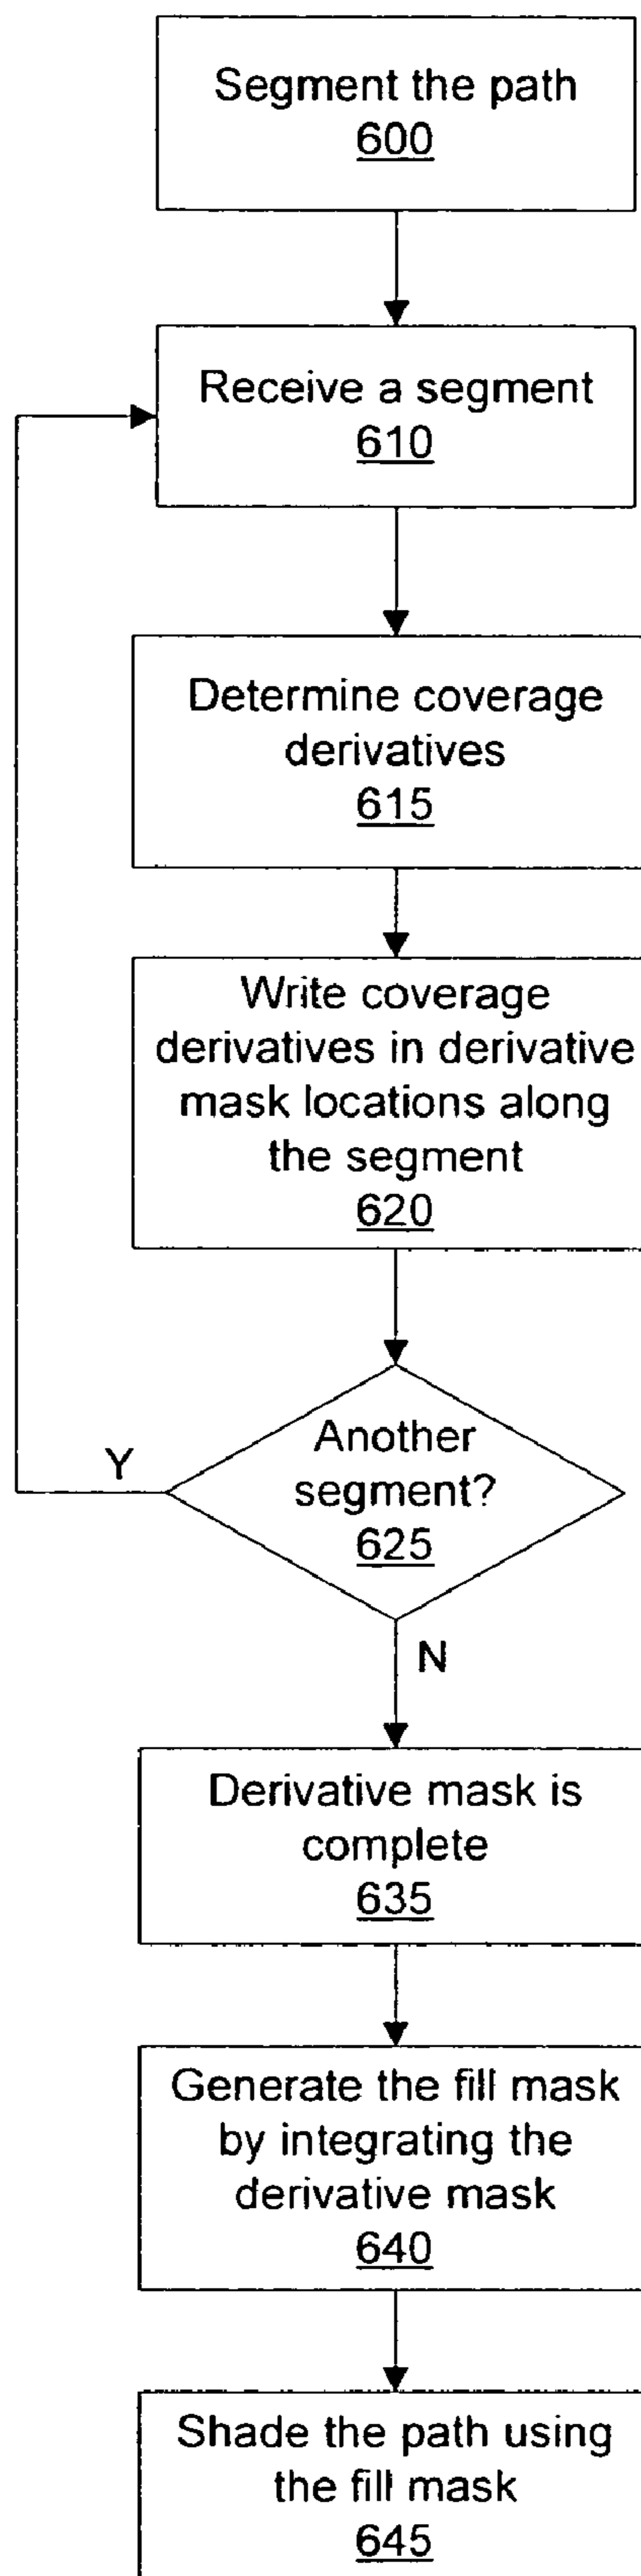 Segment the path
600
Receive a segment
610
Determine coverage
derivatives
615
Write coverage
derivatives in derivative
mask locations along
the segment
620
Another
segment?
625
Y
N
Derivative mask is
complete
635
Generate the fill mask
by integrating the
derivative mask
640
Shade the path using
the fill mask
645